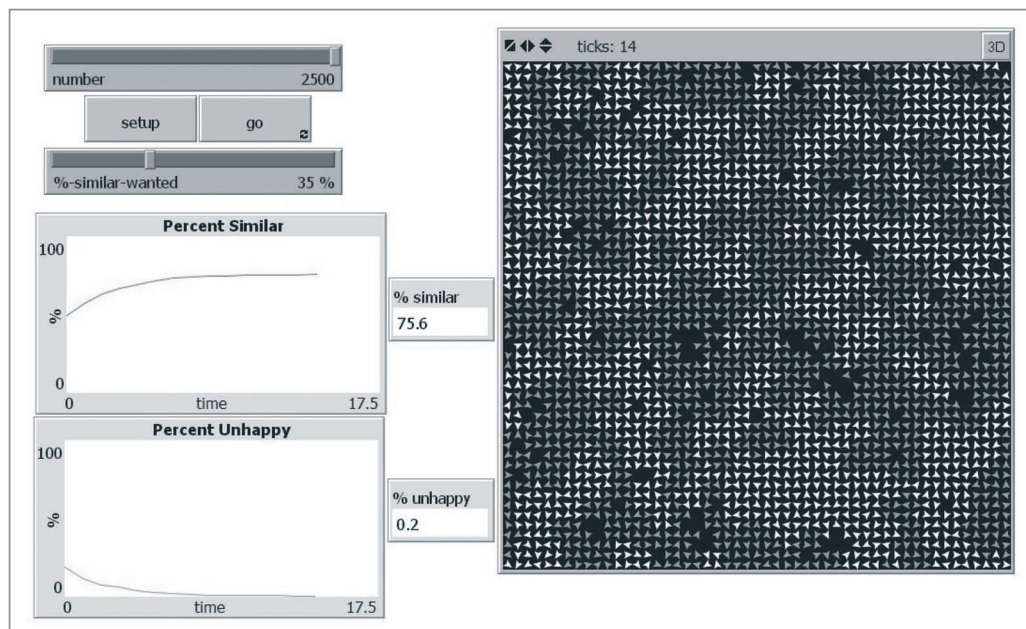 number 2500
setup go
%-similar-wanted 35 %
Percent Similar
100
%
0
0 time 17.5
% similar
75.6
Percent Unhappy
100
%
0
0 time 17.5
% unhappy
0.2
ticks: 14 3D